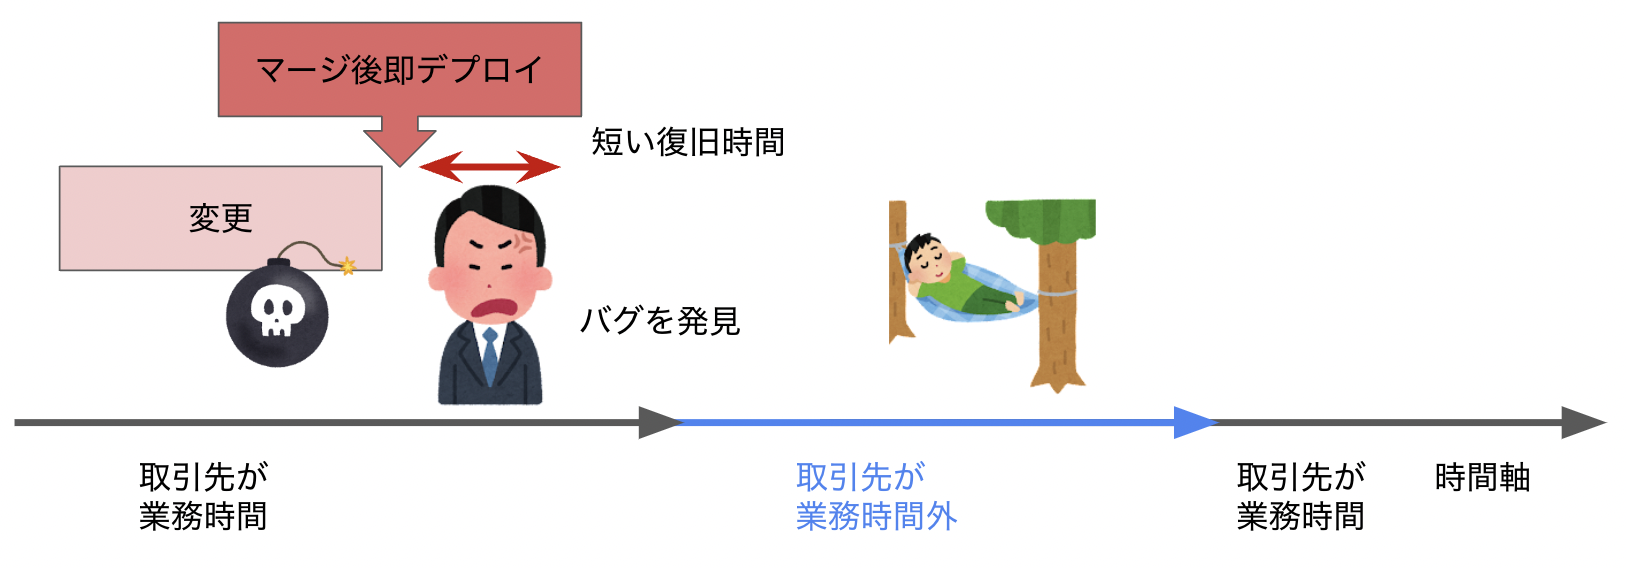 マージ後即デプロイ
短い復旧時間
変更
バグを発見
取引先が
業務時間
取引先が
業務時間外
取引先が
業務時間
時間軸